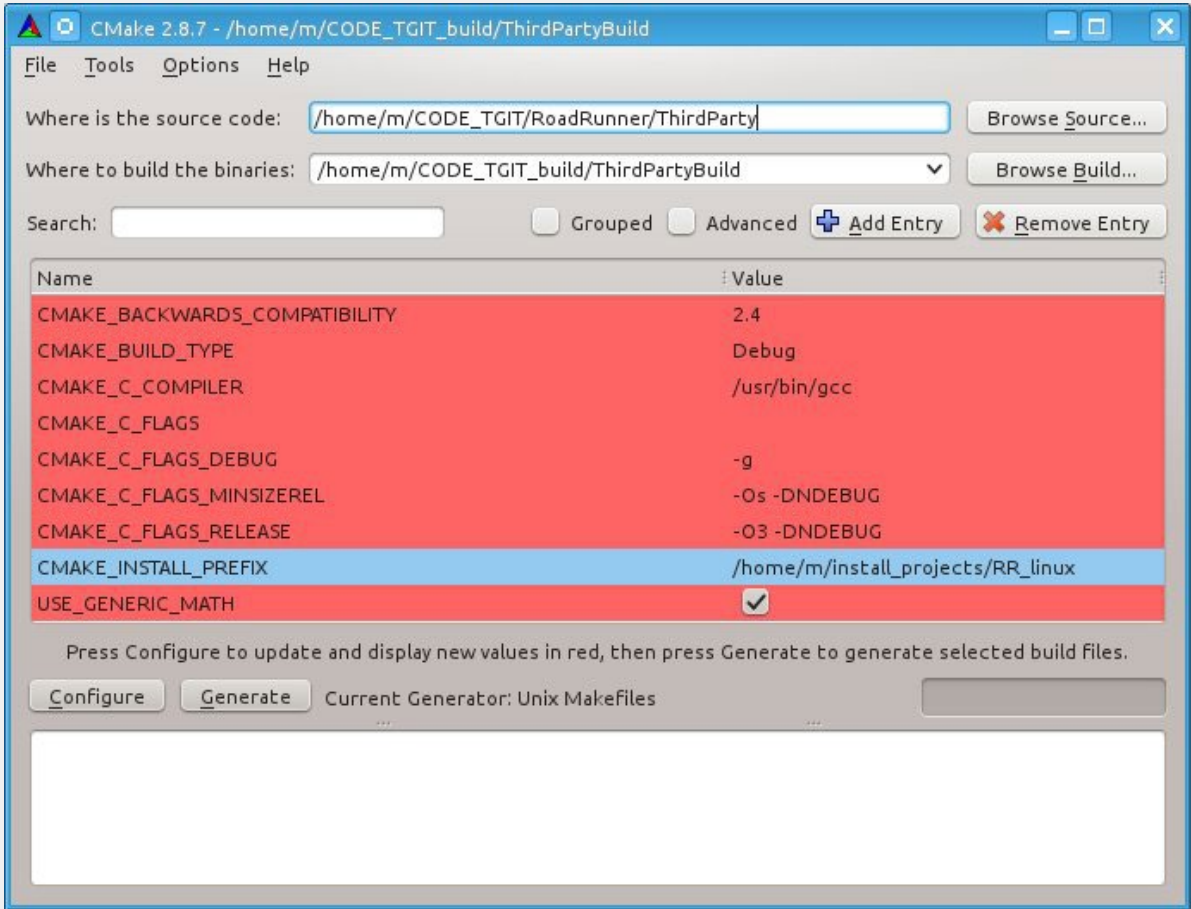 CMake 2.8.7 - /home/m/CODE_TGIT_build/ThirdPartyBuild
File Tools Options Help
Where is the source code: /home/m/CODE_TGIT/RoadRunner/ThirdParty Browse Source...
Where to build the binaries: /home/m/CODE_TGIT_build/ThirdPartyBuild Browse Build...
Search: Grouped Advanced Add Entry Remove Entry
Name Value
CMAKE_BACKWARDS_COMPATIBILITY 2.4
CMAKE_BUILD_TYPE Debug
CMAKE_C_COMPILER /usr/bin/gcc
CMAKE_C_FLAGS
CMAKE_C_FLAGS_DEBUG -g
CMAKE_C_FLAGS_MINSIZEREL -Os -DNDEBUG
CMAKE_C_FLAGS_RELEASE -O3 -DNDEBUG
CMAKE_INSTALL_PREFIX /home/m/install_projects/RR_linux
USE_GENERIC_MATH
Press Configure to update and display new values in red, then press Generate to generate selected build files.
Configure Generate Current Generator: Unix Makefiles